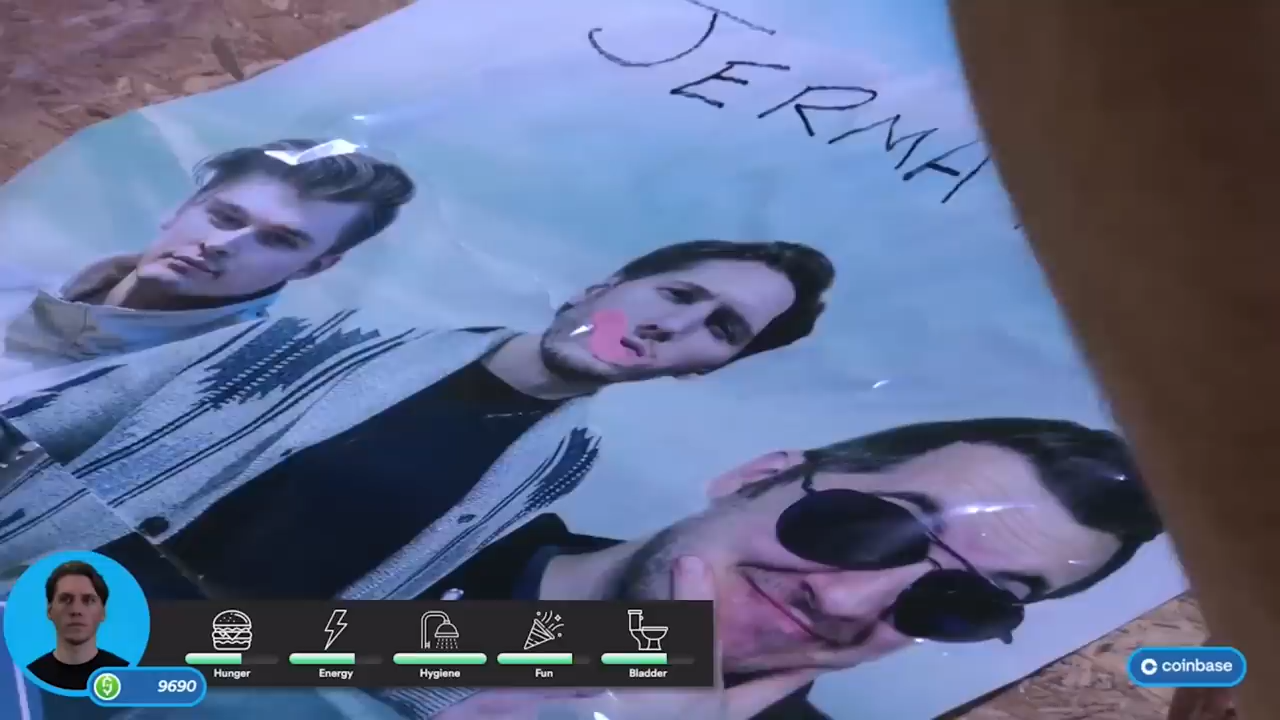 JERMA
9690
Hunger
Energy
Hygiene
Fun
Bladder
coinbase